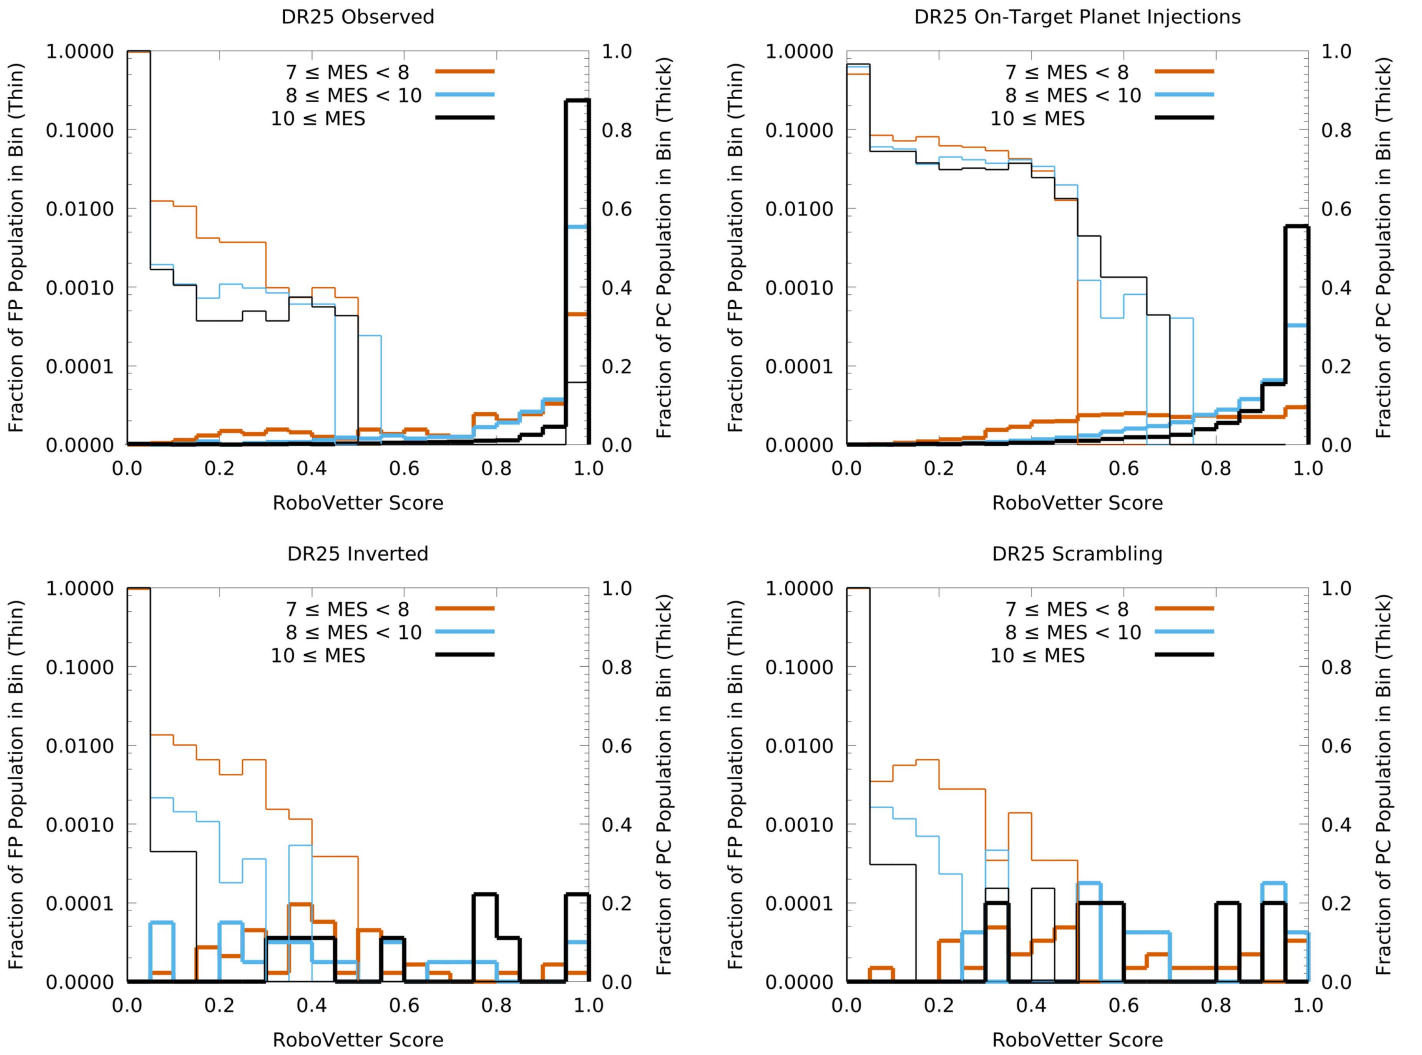 DR25 Observed
Fraction of FP Population in Bin (Thin)
1.0000
0.1000
0.0100
0.0010
0.0001
0.0000
7 ≤ MES < 8
8 ≤ MES < 10
10 ≤ MES
1.0
0.8
0.6
0.4
0.2
0.0
Fraction of PC Population in Bin (Thick)
0.0 0.2 0.4 0.6 0.8 1.0
RoboVetter Score
DR25 On-Target Planet Injections
Fraction of FP Population in Bin (Thin)
1.0000
0.1000
0.0100
0.0010
0.0001
0.0000
7 ≤ MES < 8
8 ≤ MES < 10
10 ≤ MES
1.0
0.8
0.6
0.4
0.2
0.0
Fraction of PC Population in Bin (Thick)
0.0 0.2 0.4 0.6 0.8 1.0
RoboVetter Score
DR25 Inverted
Fraction of FP Population in Bin (Thin)
1.0000
0.1000
0.0100
0.0010
0.0001
0.0000
7 ≤ MES < 8
8 ≤ MES < 10
10 ≤ MES
1.0
0.8
0.6
0.4
0.2
0.0
Fraction of PC Population in Bin (Thick)
0.0 0.2 0.4 0.6 0.8 1.0
RoboVetter Score
DR25 Scrambling
Fraction of FP Population in Bin (Thin)
1.0000
0.1000
0.0100
0.0010
0.0001
0.0000
7 ≤ MES < 8
8 ≤ MES < 10
10 ≤ MES
1.0
0.8
0.6
0.4
0.2
0.0
Fraction of PC Population in Bin (Thick)
0.0 0.2 0.4 0.6 0.8 1.0
RoboVetter Score